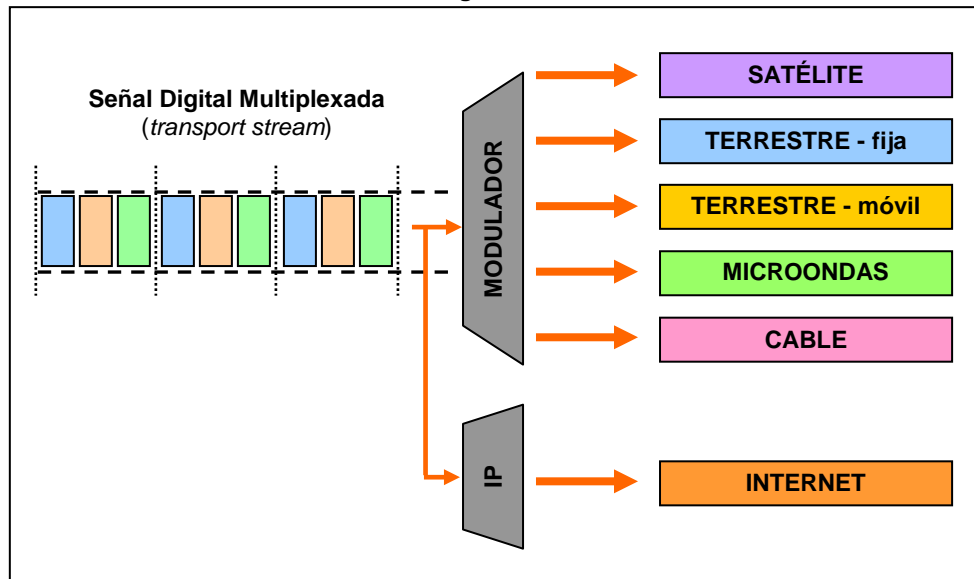 Señal Digital Multiplexada
(transport stream)
MODULADOR
SATÉLITE
TERRESTRE - fija
TERRESTRE - móvil
MICROONDAS
CABLE
IP
INTERNET